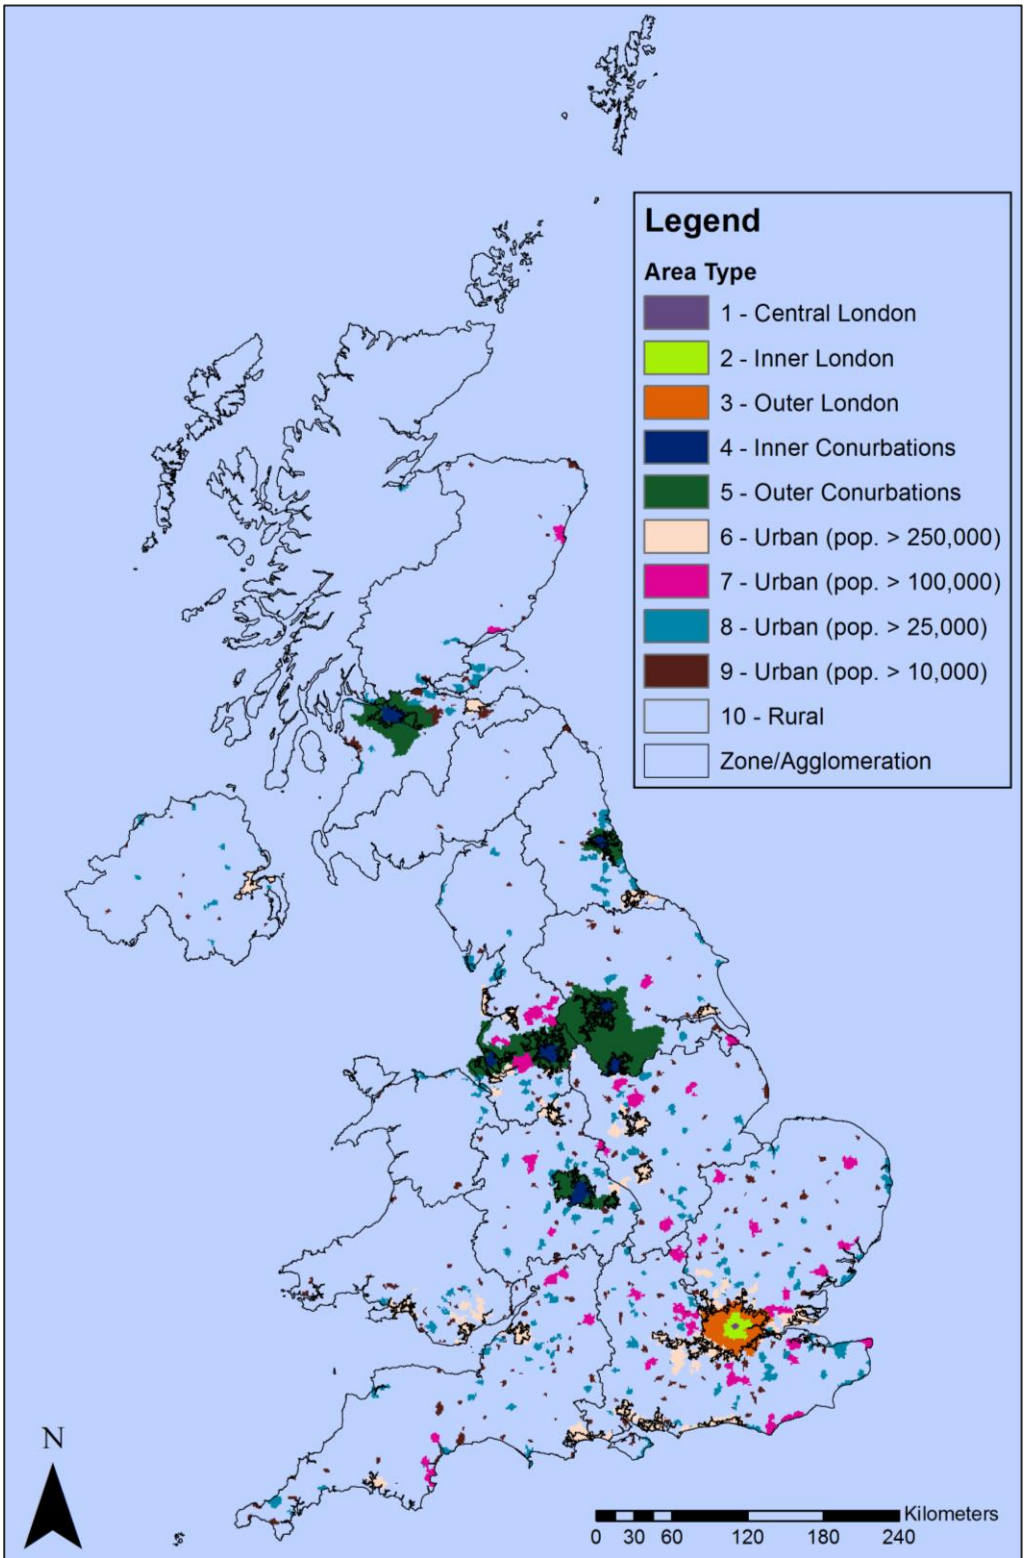 Legend
Area Type
1 - Central London
2 - Inner London
3 - Outer London
4 - Inner Conurbations
5 - Outer Conurbations
6 - Urban (pop. > 250,000)
7 - Urban (pop. > 100,000)
8 - Urban (pop. > 25,000)
9 - Urban (pop. > 10,000)
10 - Rural
Zone/Agglomeration
N
Kilometers
0 30 60 120 180 240